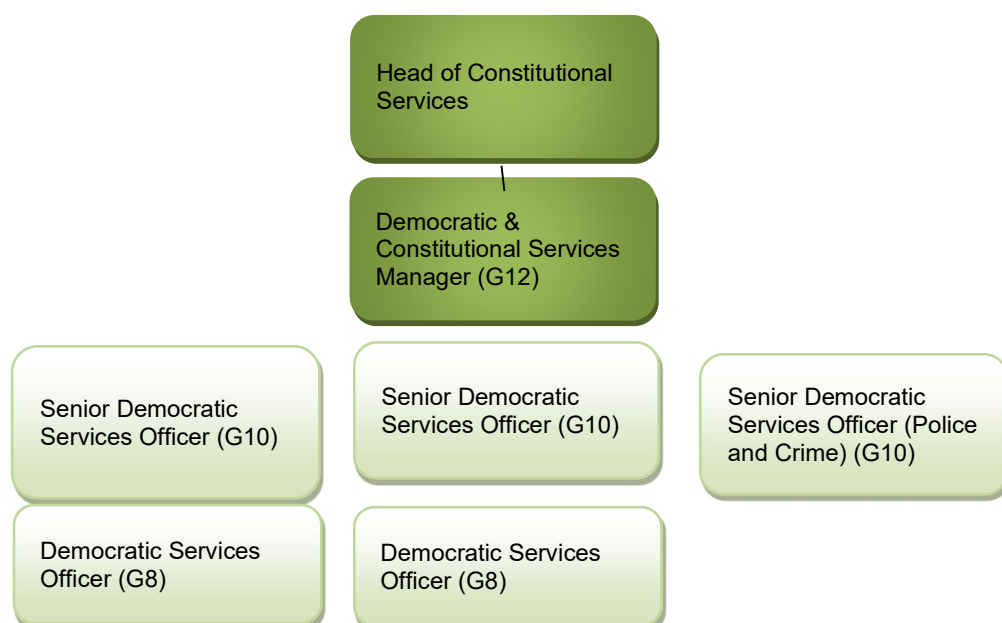 Head of Constitutional
Services
Democratic &
Constitutional Services
Manager (G12)
Senior Democratic
Services Officer (G10)
Senior Democratic
Services Officer (G10)
Senior Democratic
Services Officer (Police
and Crime) (G10)
Democratic Services
Officer (G8)
Democratic Services
Officer (G8)